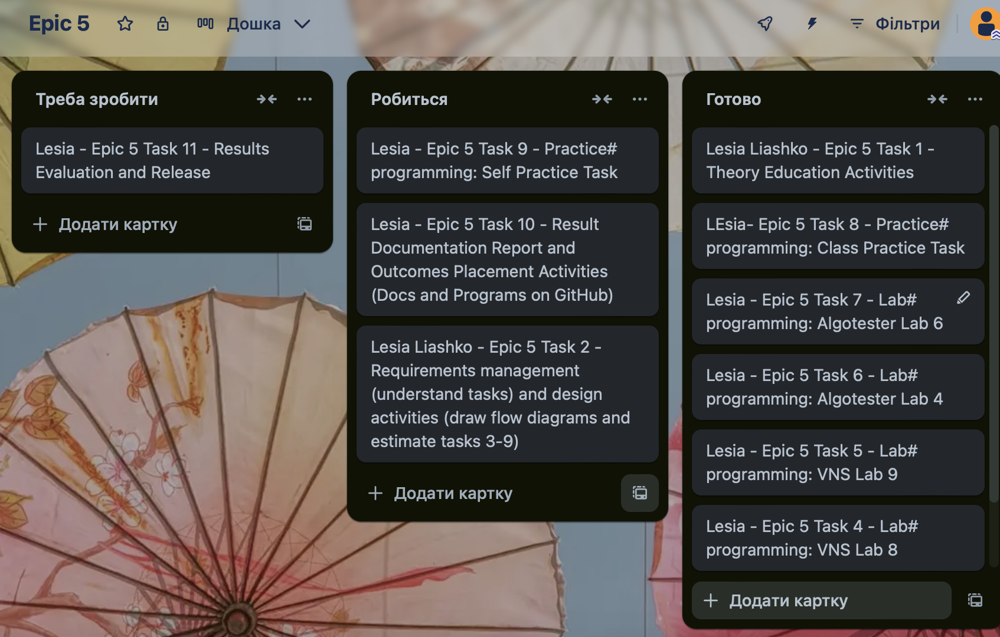 Epic 5
Дошка
Фільтри
Треба зробити
Lesia - Epic 5 Task 11 - Results
Evaluation and Release
Додати картку
Робиться
Lesia - Epic 5 Task 9 - Practice#
programming: Self Practice Task
Lesia - Epic 5 Task 10 - Result
Documentation Report and
Outcomes Placement Activities
(Docs and Programs on GitHub)
Lesia Liashko - Epic 5 Task 2 -
Requirements management
(understand tasks) and design
activities (draw flow diagrams and
estimate tasks 3-9)
Додати картку
Готово
Lesia Liashko - Epic 5 Task 1 -
Theory Education Activities
LEsia- Epic 5 Task 8 - Practice#
programming: Class Practice Task
Lesia - Epic 5 Task 7 - Lab#
programming: Algotester Lab 6
Lesia - Epic 5 Task 6 - Lab#
programming: Algotester Lab 4
Lesia - Epic 5 Task 5 - Lab#
programming: VNS Lab 9
Lesia - Epic 5 Task 4 - Lab#
programming: VNS Lab 8
Додати картку